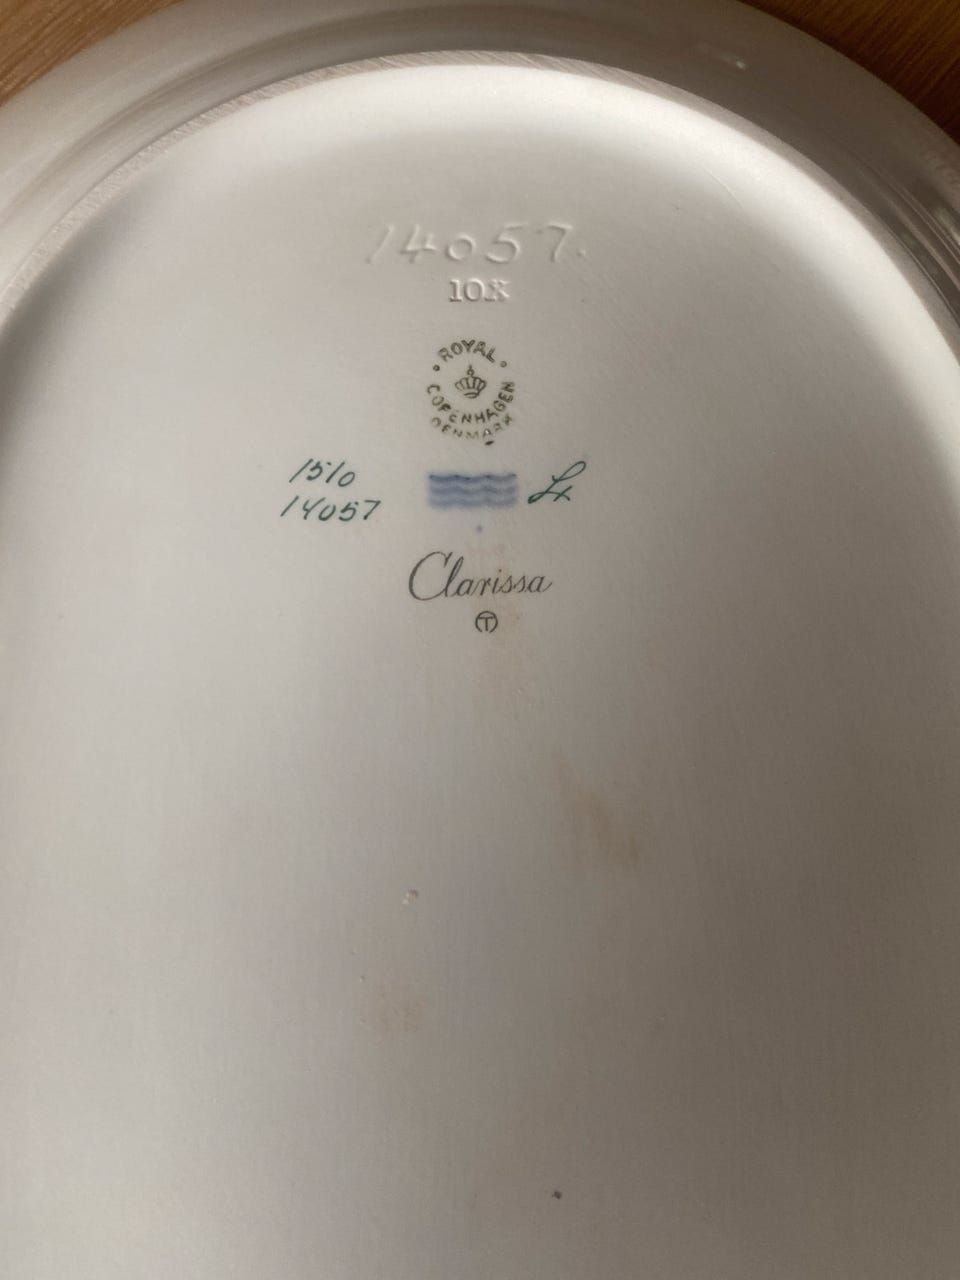 14057.
10X
ROYAL
COPENHAGEN
DENMARK
1510
14057
Clarissa
T